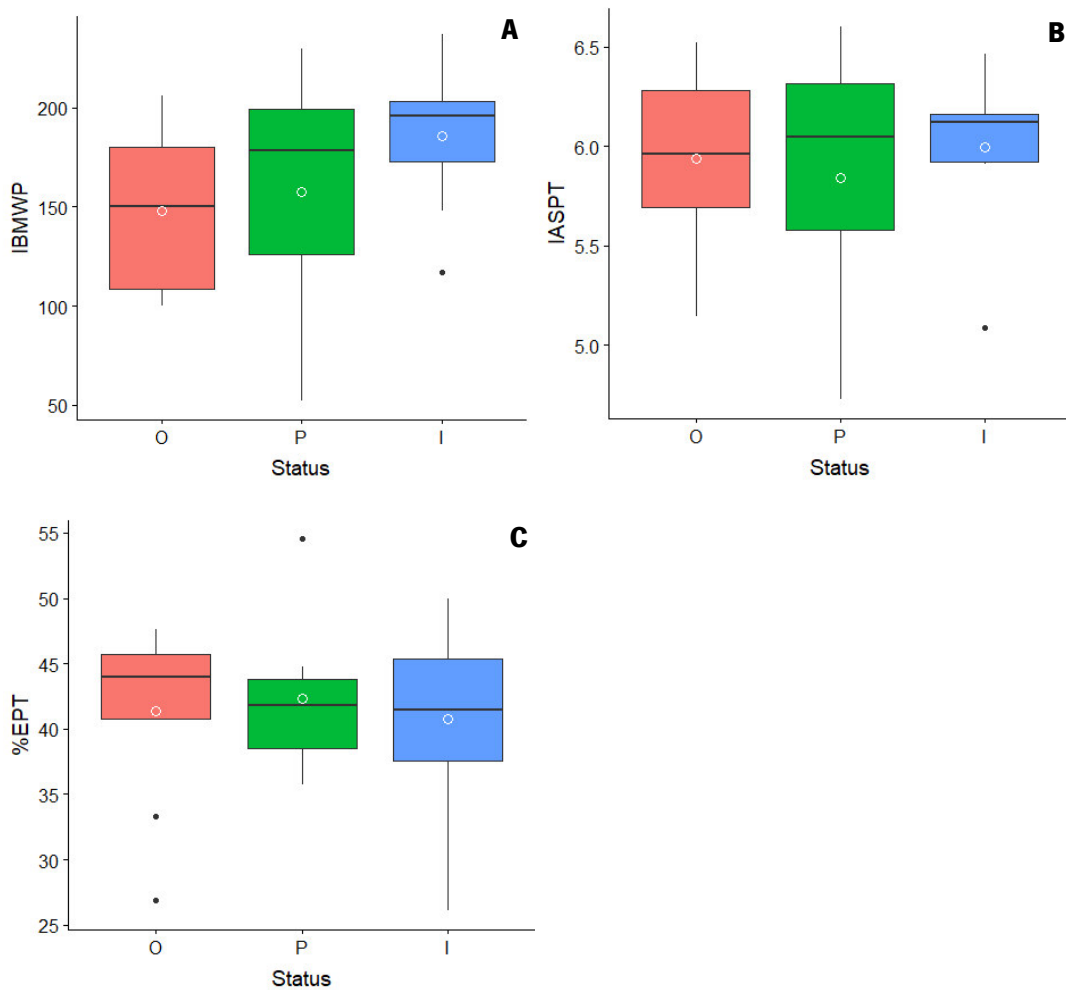 A
IBMWP
200
150
100
50
O P I
Status
B
IASPT
6.5
6.0
5.5
5.0
O P I
Status
C
%EPT
55
50
45
40
35
30
25
O P I
Status